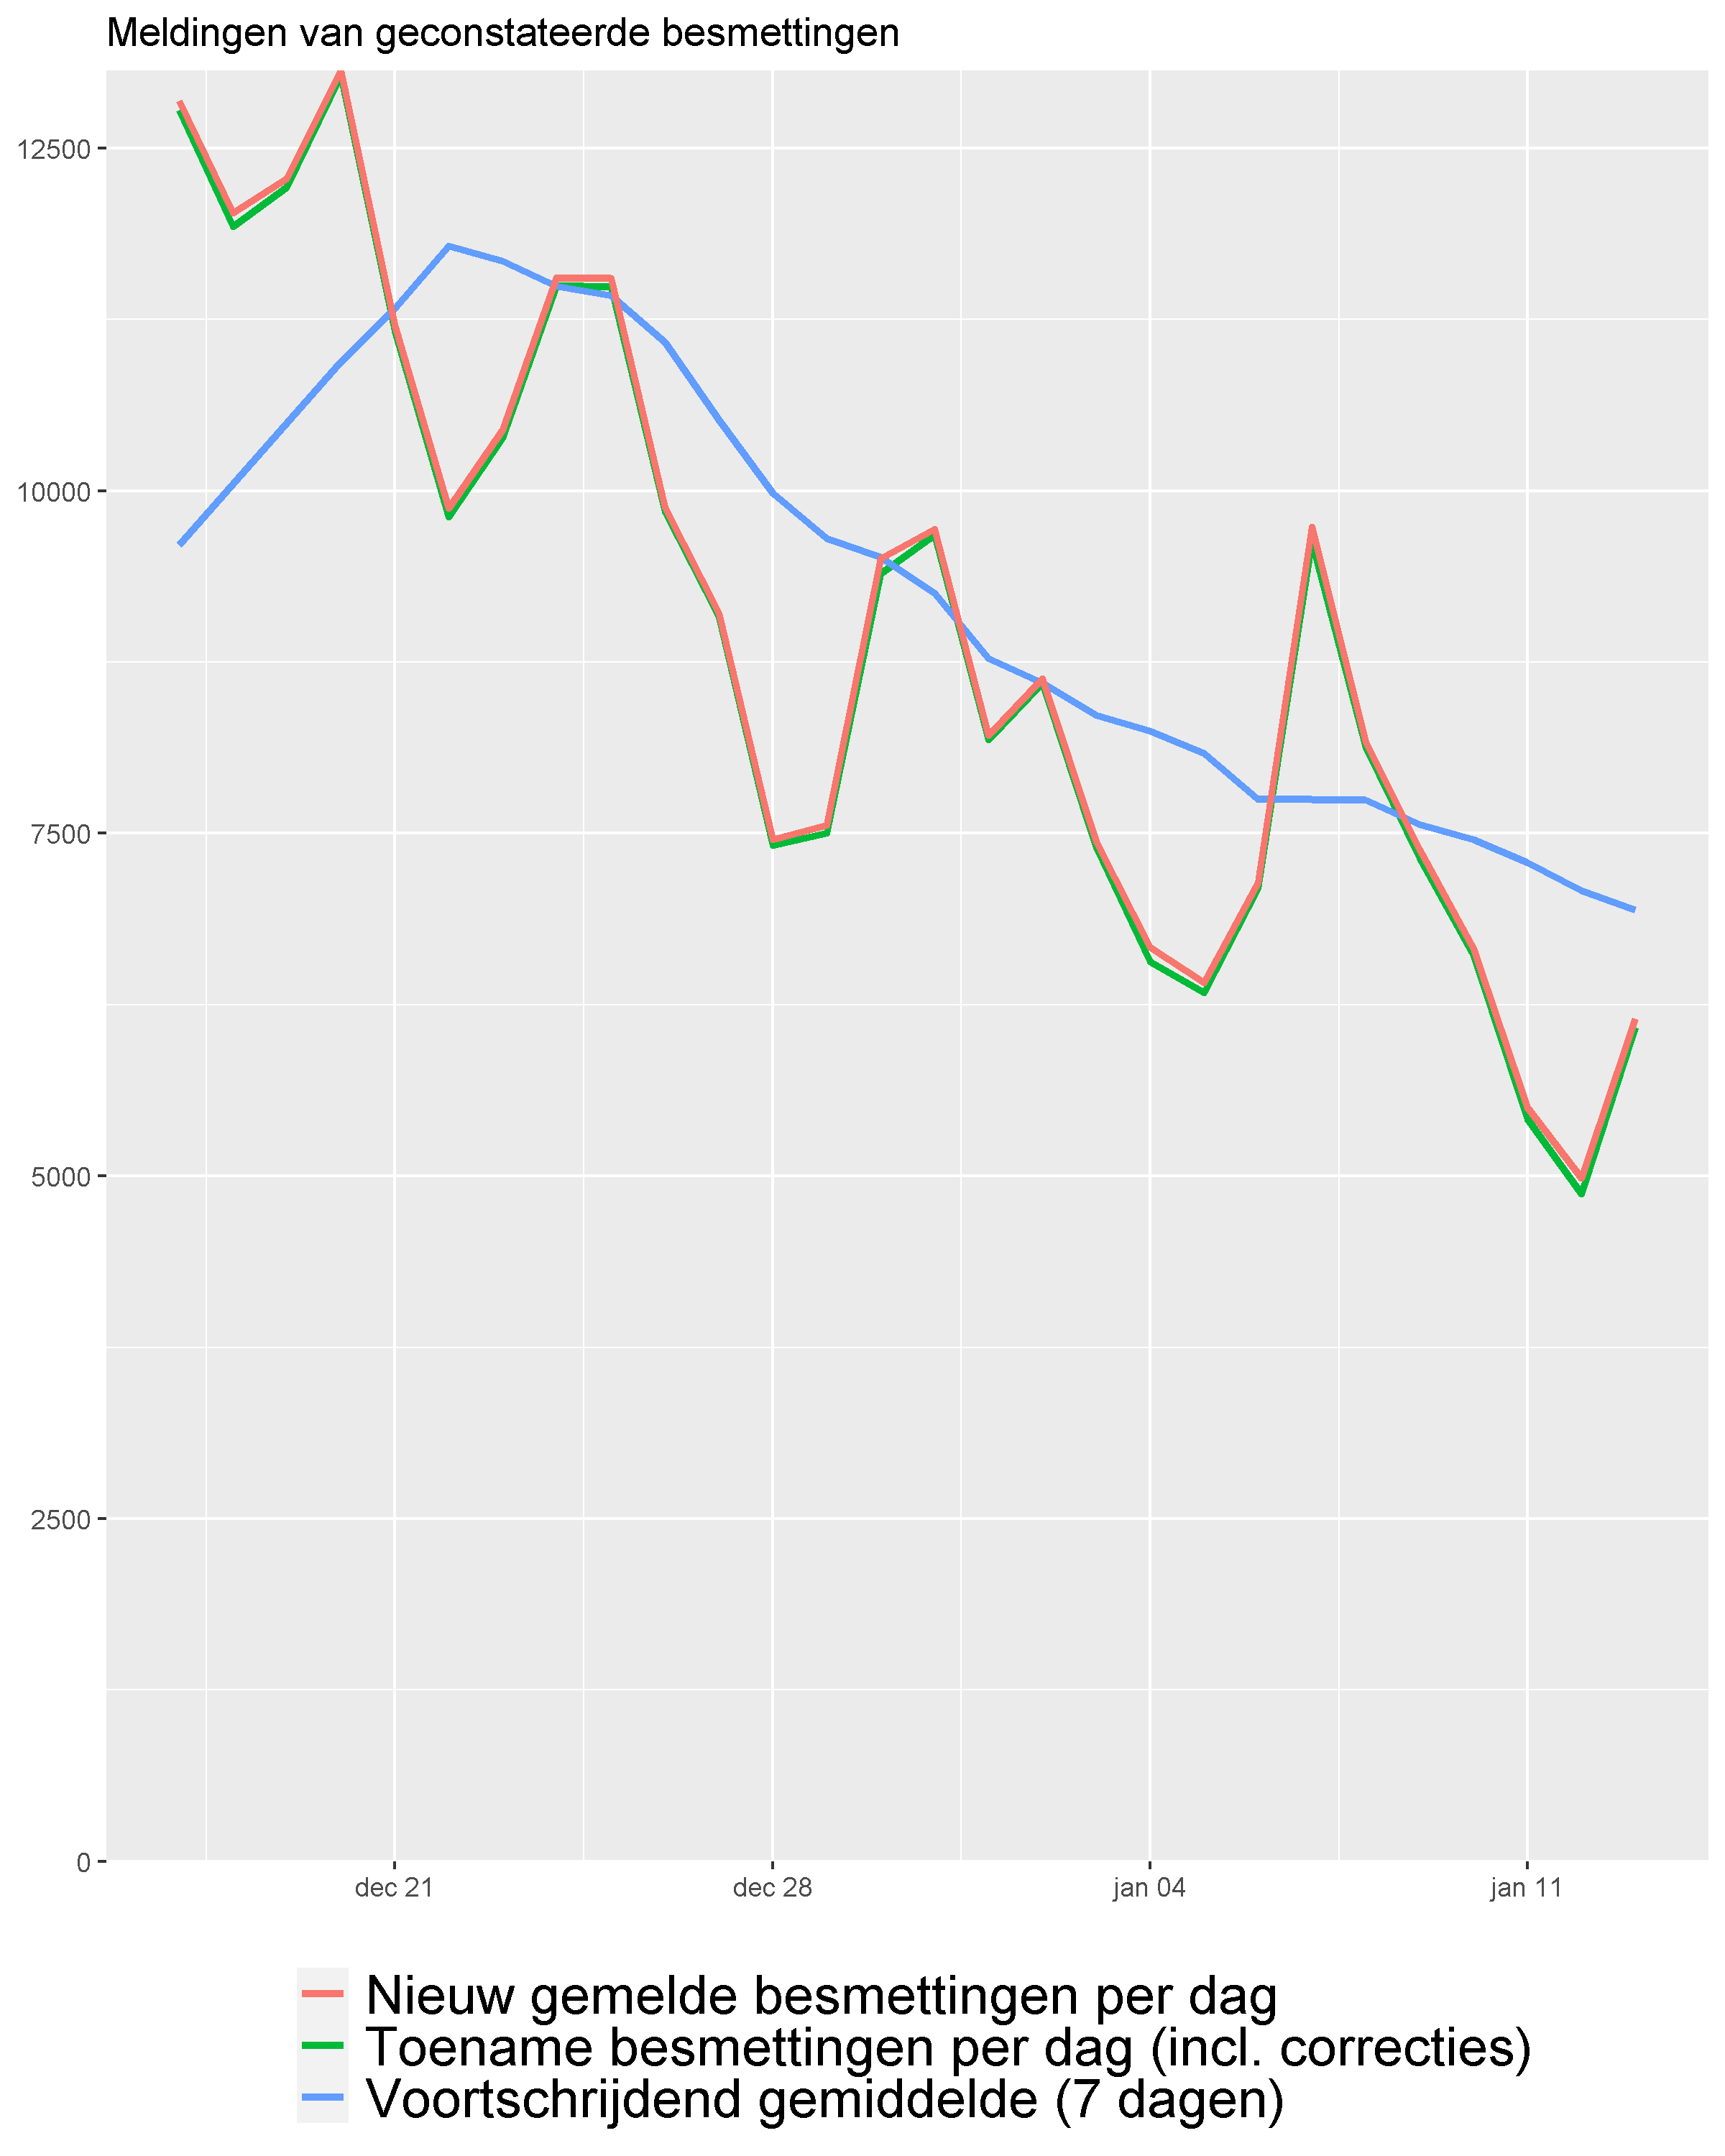 Meldingen van geconstateerde besmettingen
12500
10000
7500
5000
2500
0
dec 21
dec 28
jan 04
jan 11
Nieuw gemelde besmettingen per dag
Toename besmettingen per dag (incl. correcties)
Voortschrijdend gemiddelde (7 dagen)